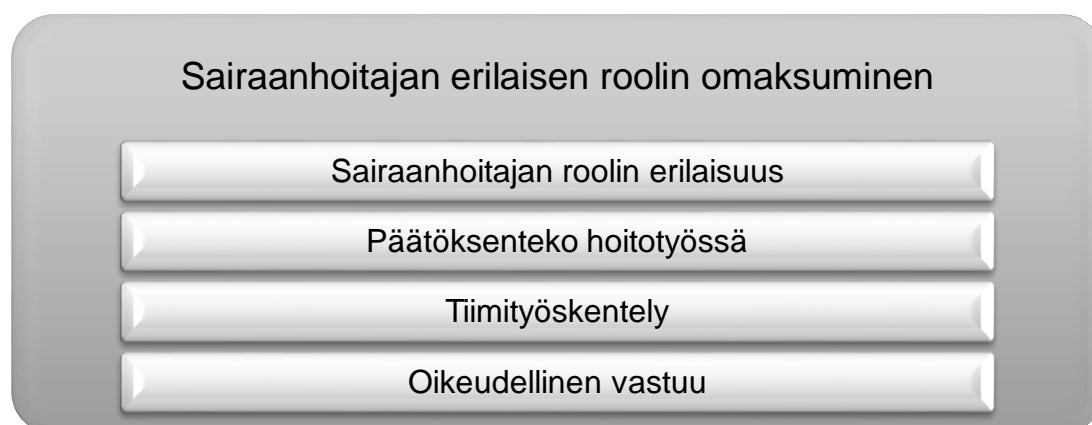 Sairaanhoitajan erilaisen roolin omaksuminen
Sairaanhoitajan roolin erilaisuus
Päätöksenteko hoitotyössä
Tiimityöskentely
Oikeudellinen vastuu